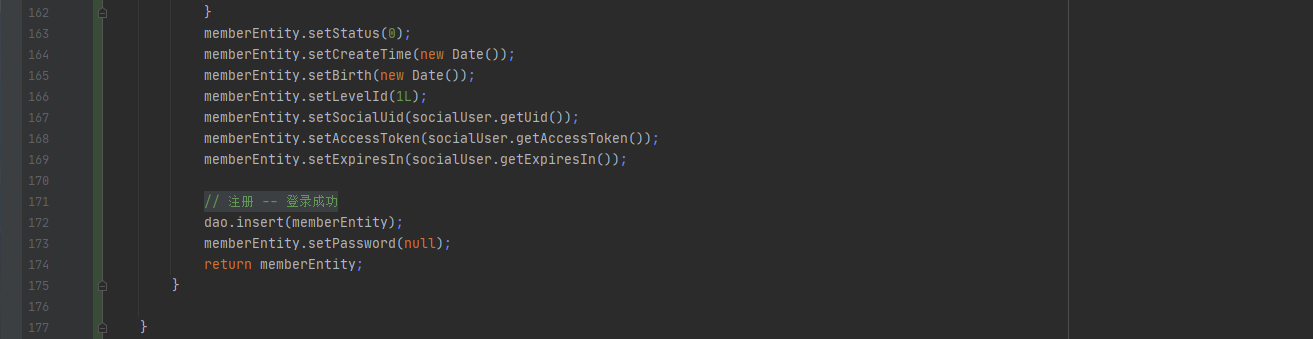 162 }
163 memberEntity.setStatus(0);
164 memberEntity.setCreateTime(new Date());
165 memberEntity.setBirth(new Date());
166 memberEntity.setLevelId(1L);
167 memberEntity.setSocialUid(socialUser.getUid());
168 memberEntity.setAccessToken(socialUser.getAccessToken());
169 memberEntity.setExpiresIn(socialUser.getExpiresIn());
170
171 // 注册 -- 登录成功
172 dao.insert(memberEntity);
173 memberEntity.setPassword(null);
174 return memberEntity;
175 }
176
177 }